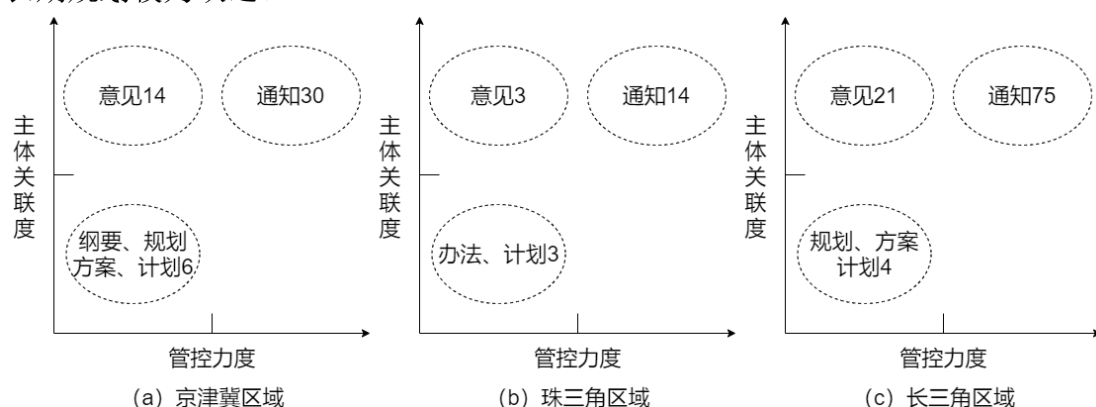 意见14
通知30
主体关联度
纲要、规划
方案、计划6
管控力度
(a) 京津冀区域
意见3
通知14
主体关联度
办法、计划3
管控力度
(b) 珠三角区域
意见21
通知75
主体关联度
规划、方案
计划4
管控力度
(c) 长三角区域